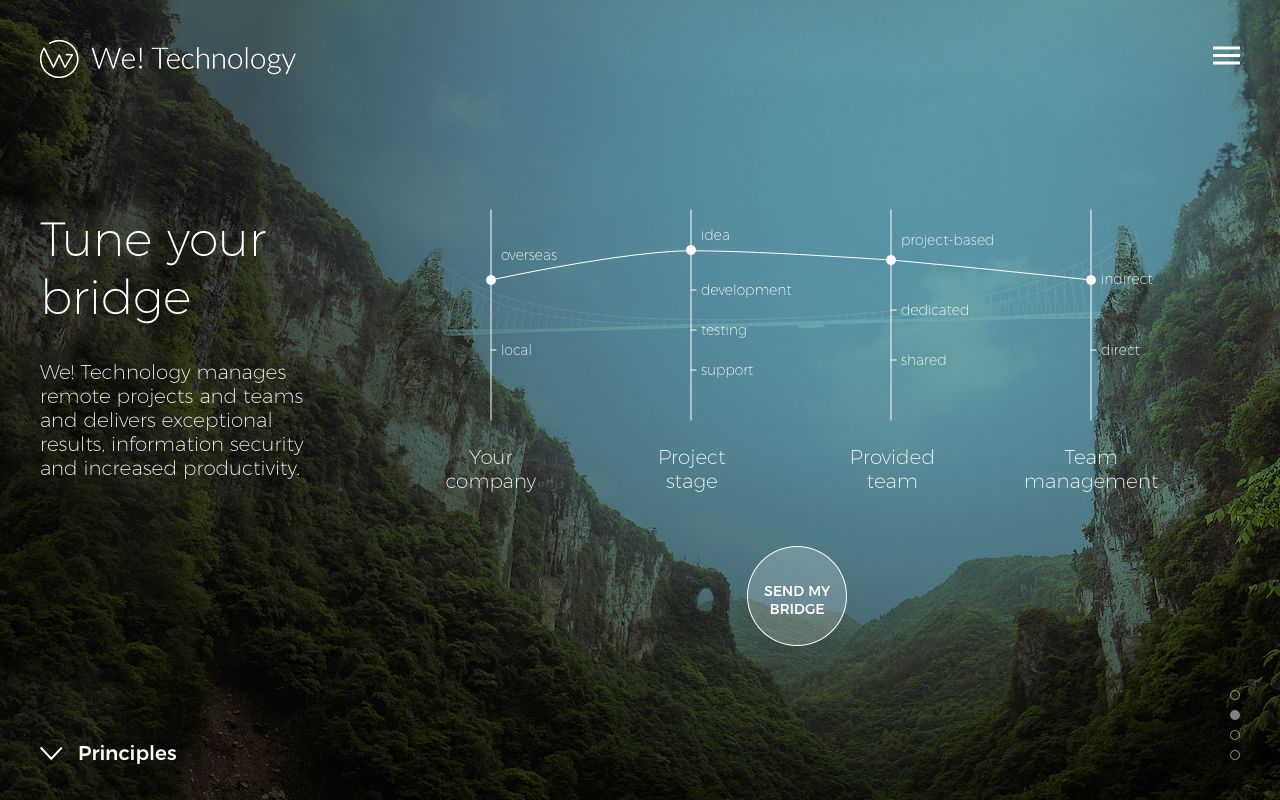 We! Technology
Tune your
bridge
We! Technology manages
remote projects and teams
and delivers exceptional
results, information security
and increased productivity.
overseas
local
Your
company
idea
development
testing
support
Project
stage
project-based
dedicated
shared
Provided
team
indirect
direct
Team
management
SEND MY
BRIDGE
Principles